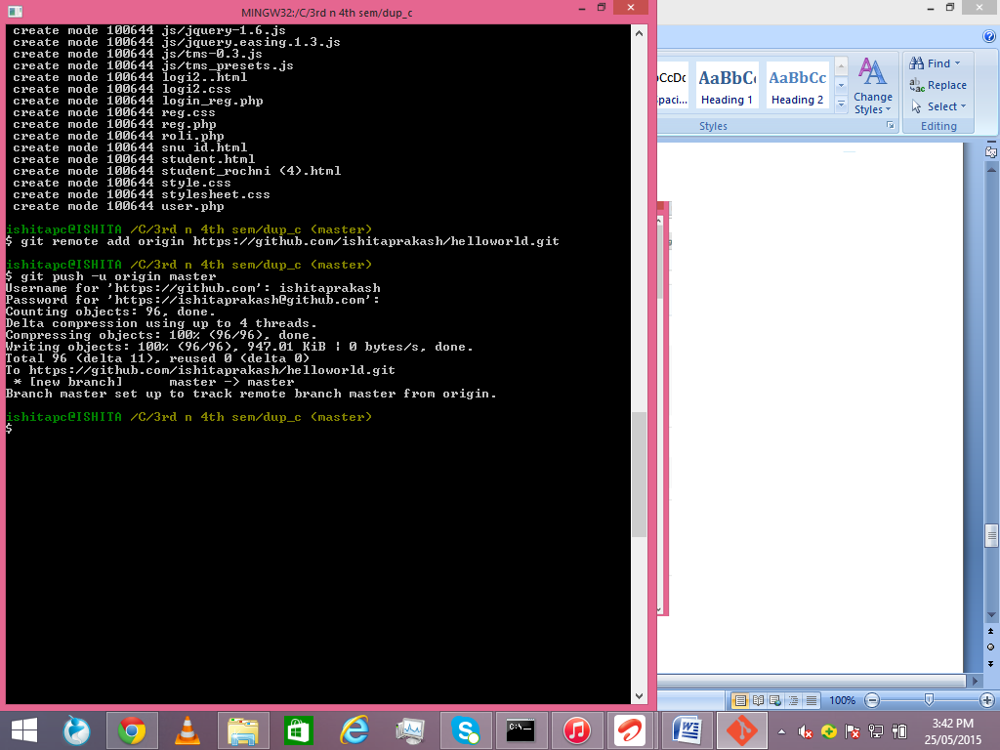 MINGW32:/C/3rd n 4th sem/dup_c
create mode 100644 js/jquery-1.6.js
create mode 100644 js/jquery.easing.1.3.js
create mode 100644 js/tms-0.3.js
create mode 100644 js/tms_presets.js
create mode 100644 logi2..html
create mode 100644 logi2.css
create mode 100644 login_reg.php
create mode 100644 reg.css
create mode 100644 reg.php
create mode 100644 roli.php
create mode 100644 snu id.html
create mode 100644 student.html
create mode 100644 student_rochni (4).html
create mode 100644 style.css
create mode 100644 stylesheet.css
create mode 100644 user.php
ishitapc@ISHITA /C/3rd n 4th sem/dup_c (master)
$ git remote add origin https://github.com/ishitaprakash/helloworld.git
ishitapc@ISHITA /C/3rd n 4th sem/dup_c (master)
$ git push -u origin master
Username for 'https://github.com': ishitaprakash
Password for 'https://ishitaprakash@github.com':
Counting objects: 96, done.
Delta compression using up to 4 threads.
Compressing objects: 100% (96/96), done.
Writing objects: 100% (96/96), 947.01 KiB | 0 bytes/s, done.
Total 96 (delta 11), reused 0 (delta 0)
To https://github.com/ishitaprakash/helloworld.git
* [new branch]      master -> master
Branch master set up to track remote branch master from origin.
ishitapc@ISHITA /C/3rd n 4th sem/dup_c (master)
$
AaBbCc AaBbCc
Heading 1 Heading 2
Change
Styles
Styles
Find
Replace
Select
Editing
100%
3:42 PM
25/05/2015